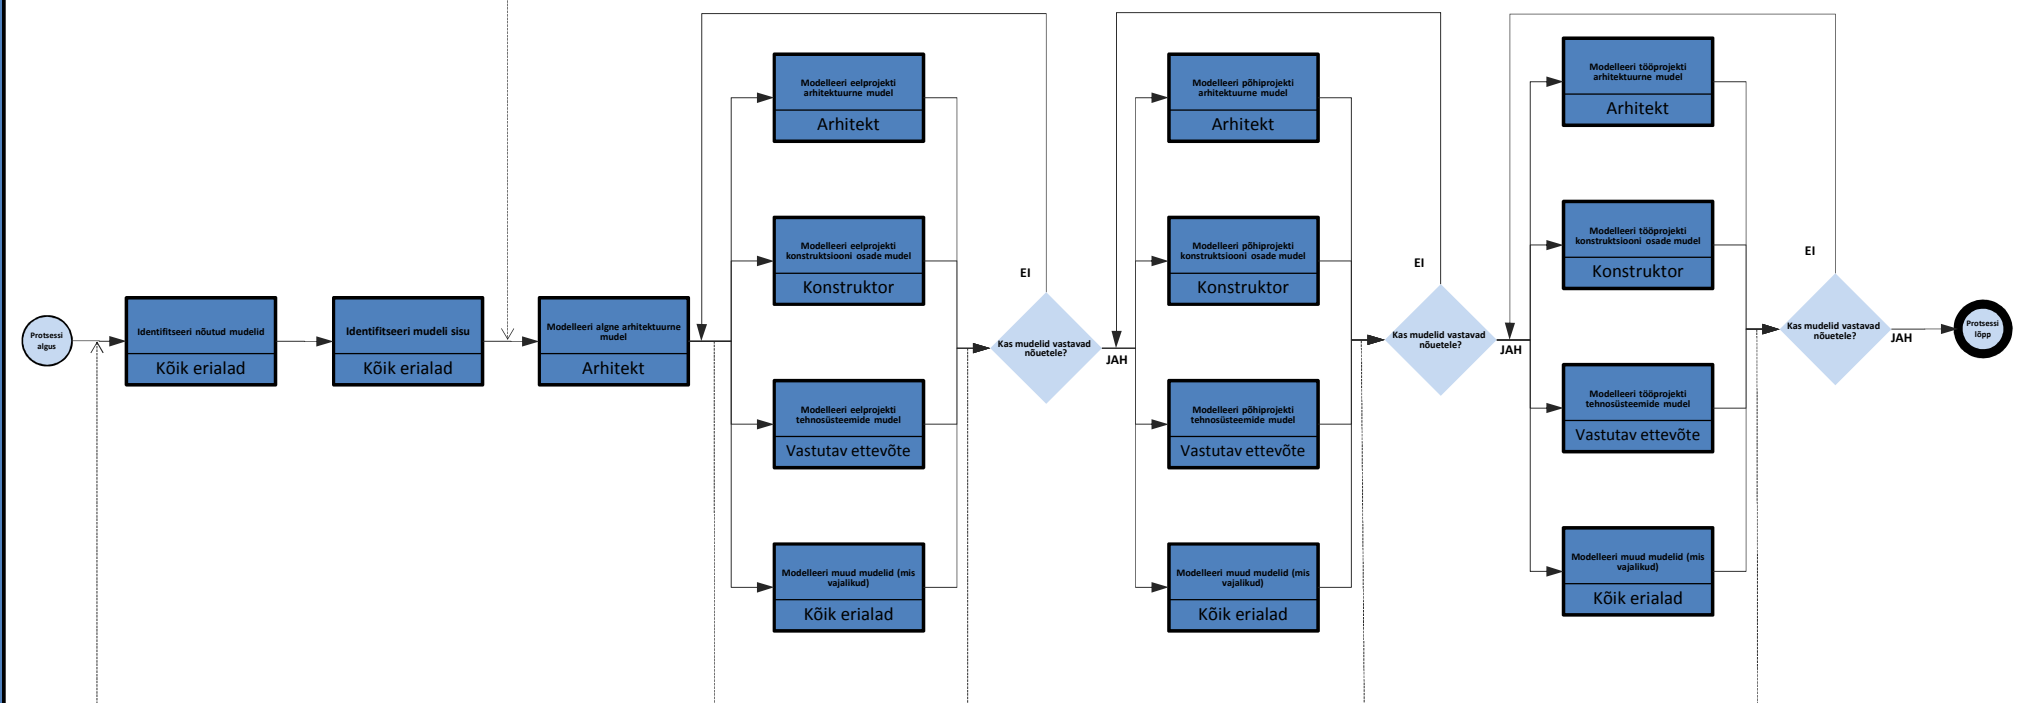 Protsessi
algus
Identifitseeri nõutud mudelid
Kõik erialad
Identifitseeri mudeli sisu
Kõik erialad
Modelleeri algne arhitektuurne
mudel
Arhitekt
Modelleeri eelprojekti
arhitektuurne mudel
Arhitekt
Modelleeri eelprojekti
konstruktsiooni osade mudel
Konstruktor
Modelleeri eelprojekti
tehnosüsteemide mudel
Vastutav ettevõte
Modelleeri muud mudelid (mis
vajalikud)
Kõik erialad
EI
Kas mudelid vastavad
nõuetele?
JAH
Modelleeri põhiprojekti
arhitektuurne mudel
Arhitekt
Modelleeri põhiprojekti
konstruktsiooni osade mudel
Konstruktor
Modelleeri põhiprojekti
tehnosüsteemide mudel
Vastutav ettevõte
Modelleeri muud mudelid (mis
vajalikud)
Kõik erialad
EI
Kas mudelid vastavad
nõuetele?
JAH
Modelleeri tööprojekti
arhitektuurne mudel
Arhitekt
Modelleeri tööprojekti
konstruktsiooni osade mudel
Konstruktor
Modelleeri tööprojekti
tehnosüsteemide mudel
Vastutav ettevõte
Modelleeri muud mudelid (mis
vajalikud)
Kõik erialad
EI
Kas mudelid vastavad
nõuetele?
JAH
Protsessi
lõpp